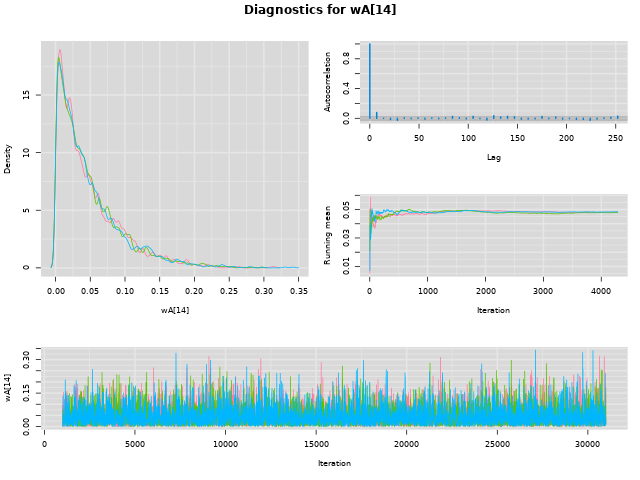 Diagnostics for wA[14]
Density
0 5 10 15
0.00 0.05 0.10 0.15 0.20 0.25 0.30 0.35
wA[14]
Autocorrelation
0.0 0.4 0.8
0 50 100 150 200 250
Lag
Running mean
0.01 0.03 0.05
0 1000 2000 3000 4000
Iteration
wA[14]
0.00 0.15 0.30
0 5000 10000 15000 20000 25000 30000
Iteration